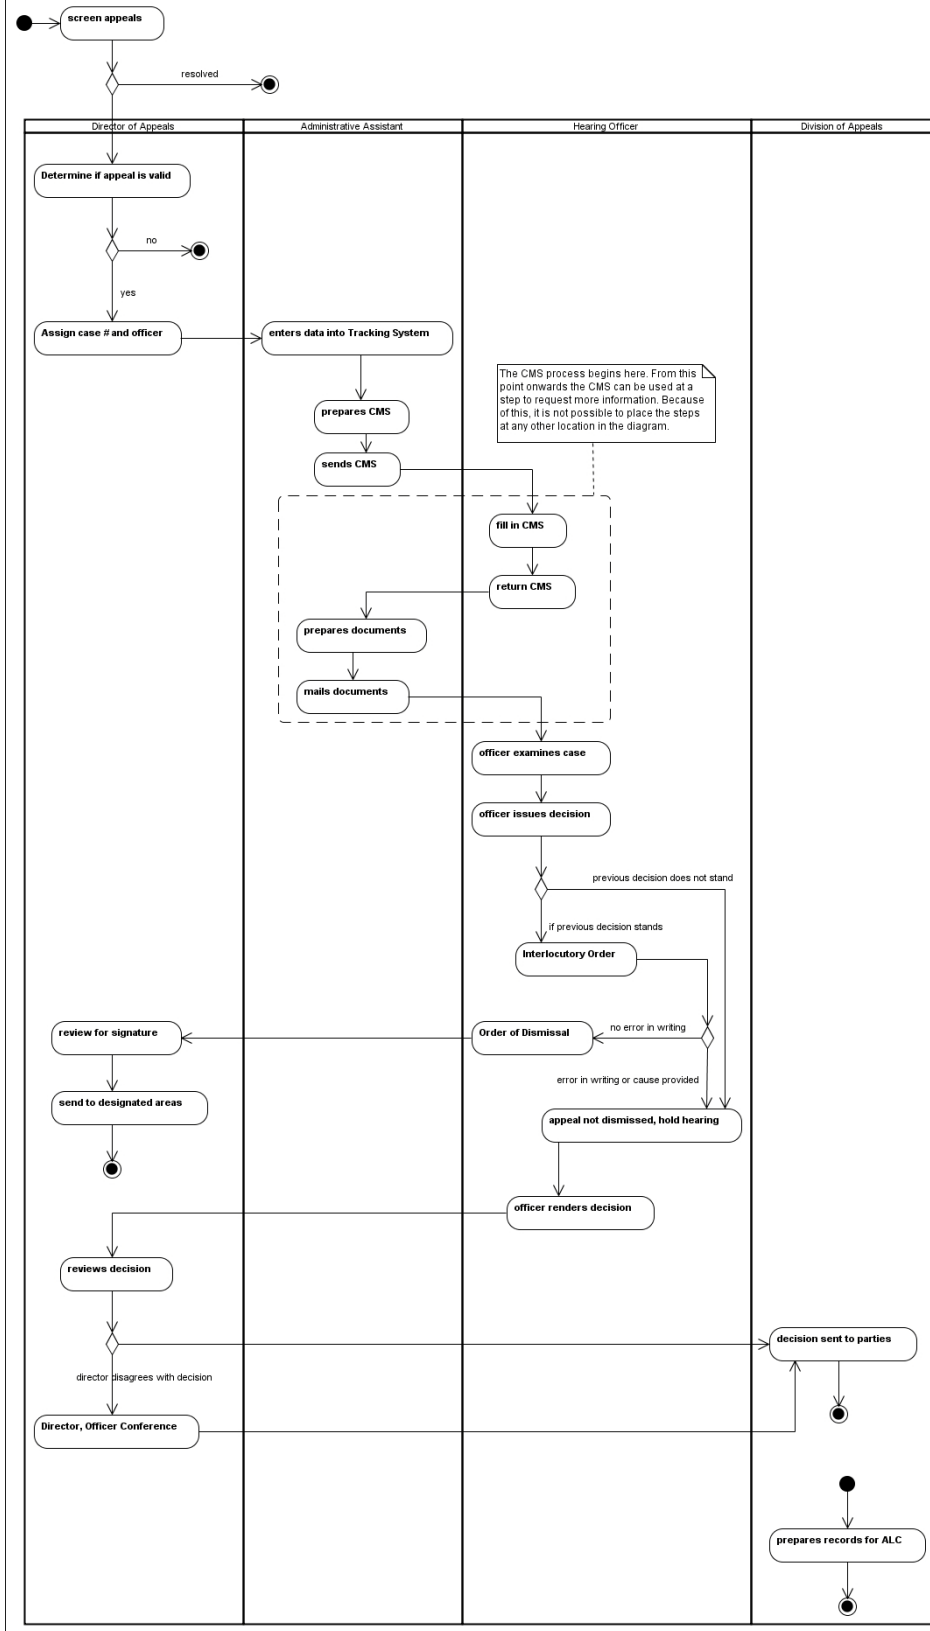 screen appeals
resolved
Director of Appeals
Administrative Assistant
Hearing Officer
Division of Appeals
Determine if appeal is valid
no
yes
Assign case # and officer
enters data into Tracking System
The CMS process begins here. From this
point onwards the CMS can be used at a
step to request more information. Because
of this, it is not possible to place the steps
at any other location in the diagram.
prepares CMS
sends CMS
fill in CMS
return CMS
prepares documents
mails documents
officer examines case
officer issues decision
previous decision does not stand
if previous decision stands
Interlocutory Order
review for signature
Order of Dismissal
no error in writing
error in writing or cause provided
send to designated areas
appeal not dismissed, hold hearing
officer renders decision
reviews decision
decision sent to parties
director disagrees with decision
Director, Officer Conference
prepares records for ALC